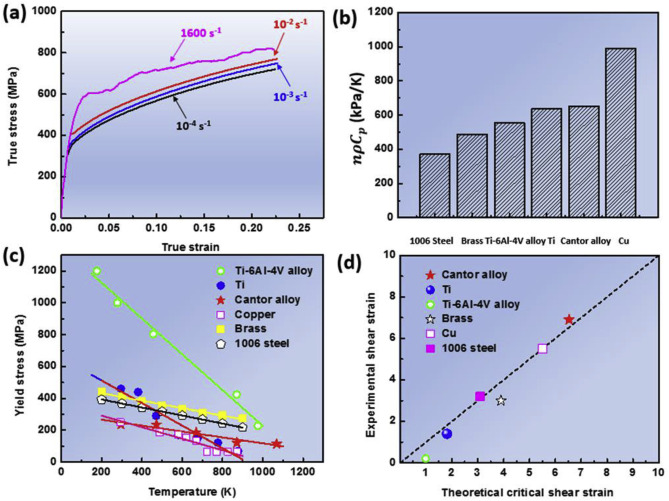 (a)
1000
800
600
400
200
0
True stress (MPa)
1600 s⁻¹
10⁻² s⁻¹
10⁻³ s⁻¹
10⁻⁴ s⁻¹
0.00 0.05 0.10 0.15 0.20 0.25
True strain
(b)
1200
1000
800
600
400
200
0
nρCₚ (kPa/K)
1006 Steel Brass Ti-6Al-4V alloy Ti Cantor alloy Cu
(c)
1200
1000
800
600
400
200
0
Yield stress (MPa)
Ti-6Al-4V alloy
Ti
Cantor alloy
Copper
Brass
1006 steel
0 200 400 600 800 1000 1200
Temperature (K)
(d)
10
8
6
4
2
0
Experimental shear strain
Cantor alloy
Ti
Ti-6Al-4V alloy
Brass
Cu
1006 steel
1 2 3 4 5 6 7 8 9 10
Theoretical critical shear strain